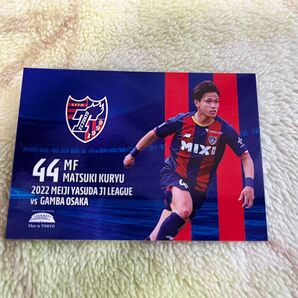 44 MF
MATSUKI KURYU
2022 MEIJI YASUDA J1 LEAGUE
vs GAMBA OSAKA
This is TOKYO
MIXI